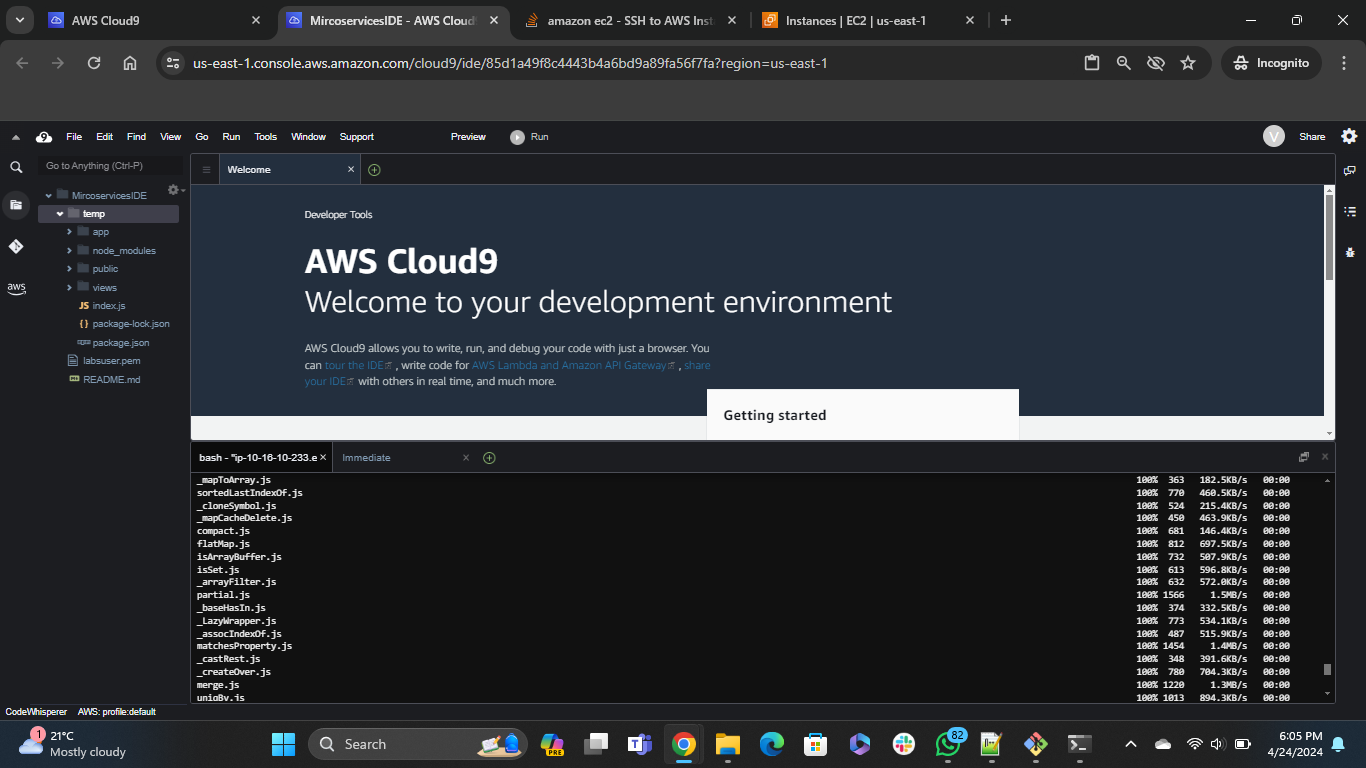 AWS Cloud9
MircoservicesIDE - AWS Cloud
amazon ec2 - SSH to AWS Inst
Instances | EC2 | us-east-1
us-east-1.console.aws.amazon.com/cloud9/ide/85d1a49f8c4443b4a6bd9a89fa56f7fa?region=us-east-1
Incognito
File Edit Find View Go Run Tools Window Support Preview Run
V Share
Go to Anything (Ctrl-P)
MircoservicesIDE
temp
app
node_modules
public
views
JS index.js
{} package-lock.json
package.json
labsuser.pem
README.md
aws
Welcome
Developer Tools
AWS Cloud9
Welcome to your development environment
AWS Cloud9 allows you to write, run, and debug your code with just a browser. You
can tour the IDE , write code for AWS Lambda and Amazon API Gateway , share
your IDE with others in real time, and much more.
Getting started
bash - "ip-10-16-10-233.e
Immediate
_mapToArray.js 100% 363 182.5KB/s 00:00
sortedLastIndexOf.js 100% 770 460.5KB/s 00:00
_cloneSymbol.js 100% 524 215.4KB/s 00:00
_mapCacheDelete.js 100% 450 463.9KB/s 00:00
compact.js 100% 681 146.4KB/s 00:00
flatMap.js 100% 812 697.5KB/s 00:00
isArrayBuffer.js 100% 732 507.9KB/s 00:00
isSet.js 100% 613 596.8KB/s 00:00
_arrayFilter.js 100% 632 572.0KB/s 00:00
partial.js 100% 1566 1.5MB/s 00:00
_baseHasIn.js 100% 374 332.5KB/s 00:00
_LazyWrapper.js 100% 773 534.1KB/s 00:00
_assocIndexOf.js 100% 487 515.9KB/s 00:00
matchesProperty.js 100% 1454 1.4MB/s 00:00
_castRest.js 100% 348 391.6KB/s 00:00
_createOver.js 100% 780 704.3KB/s 00:00
merge.js 100% 1220 1.3MB/s 00:00
uniqBy.js 100% 1013 894.3KB/s 00:00
CodeWhisperer AWS: profile:default
1
21°C
Mostly cloudy
Search
PRE
82
6:05 PM
4/24/2024